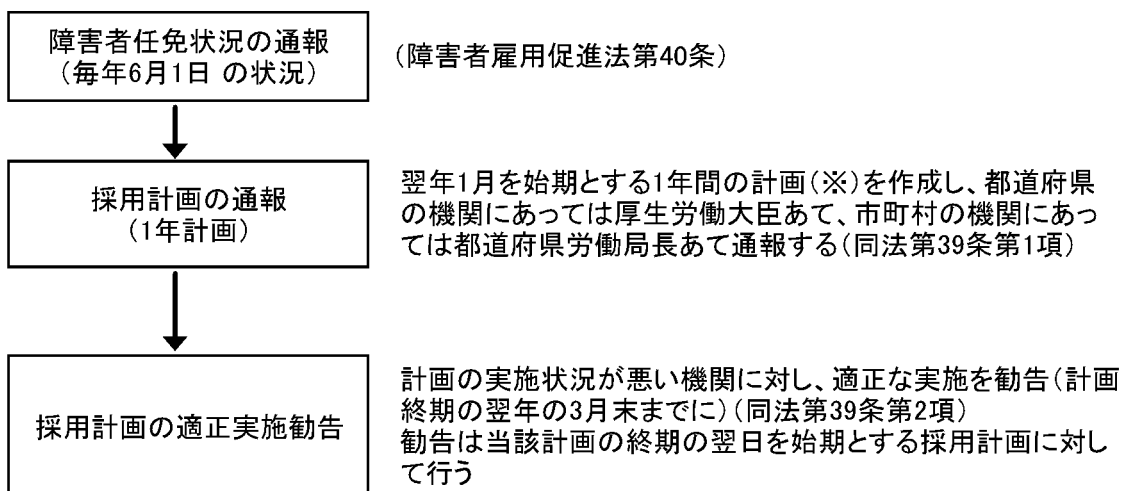 障害者任免状況の通報
（毎年6月1日 の状況）
（障害者雇用促進法第40条）
採用計画の通報
（1年計画）
翌年1月を始期とする1年間の計画（※）を作成し、都道府県
の機関にあっては厚生労働大臣あて、市町村の機関にあっ
ては都道府県労働局長あて通報する（同法第39条第1項）
採用計画の適正実施勧告
計画の実施状況が悪い機関に対し、適正な実施を勧告（計画
終期の翌年の3月末までに）（同法第39条第2項）
勧告は当該計画の終期の翌日を始期とする採用計画に対し
て行う